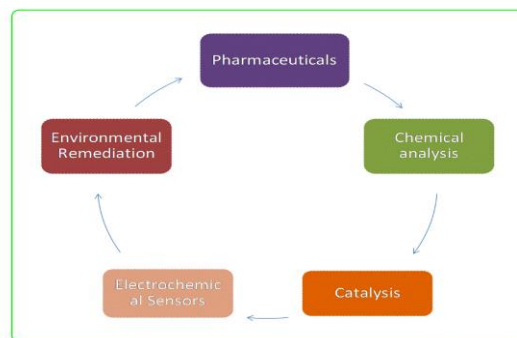 Pharmaceuticals
Chemical
analysis
Catalysis
Electrochemic
al Sensors
Environmental
Remediation